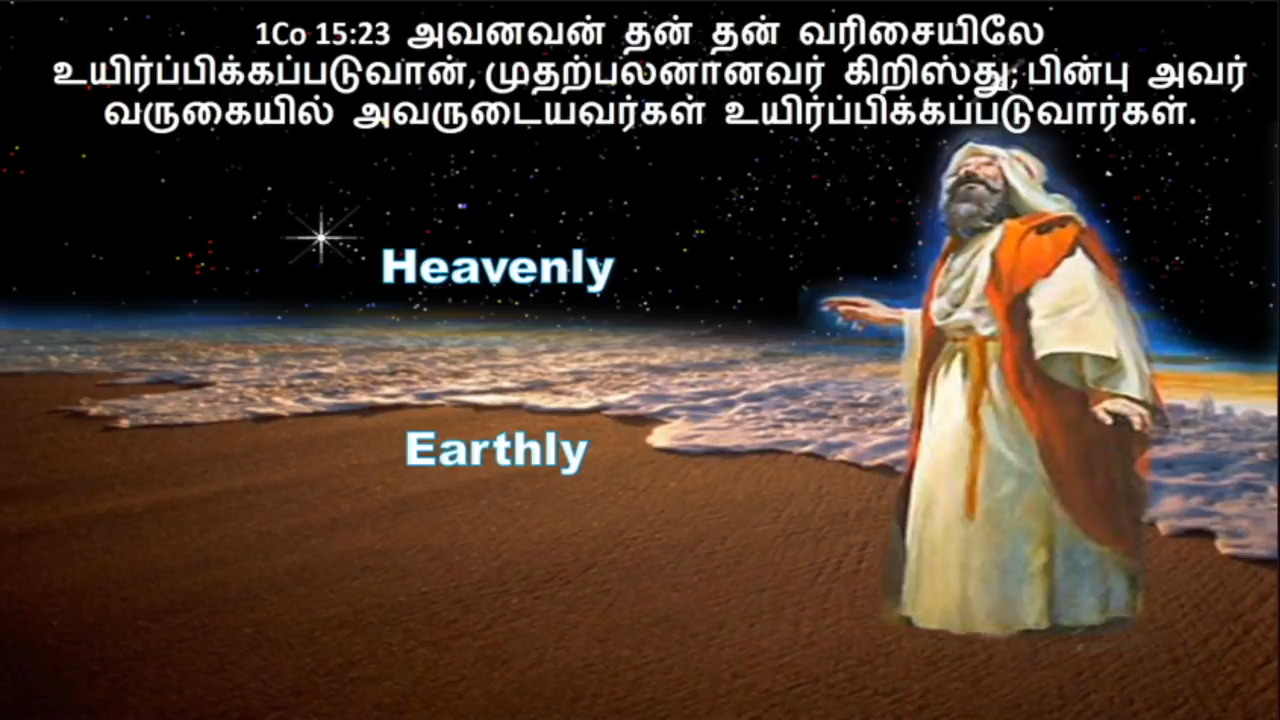 1Co 15:23 அவனவன் தன் தன் வரிசையிலே
உயிர்ப்பிக்கப்படுவான், முதற்பலனானவர் கிறிஸ்து; பின்பு அவர்
வருகையில் அவருடையவர்கள் உயிர்ப்பிக்கப்படுவார்கள்.
Heavenly
Earthly